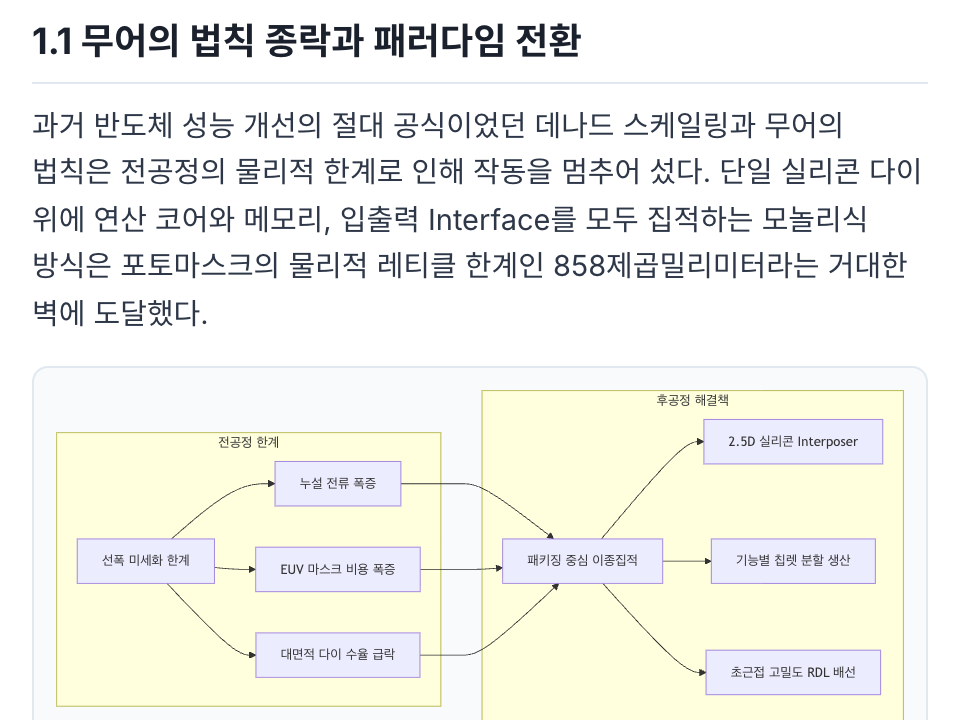 1.1 무어의 법칙 종락과 패러다임 전환
과거 반도체 성능 개선의 절대 공식이었던 데나드 스케일링과 무어의
법칙은 전공정의 물리적 한계로 인해 작동을 멈추어 섰다. 단일 실리콘 다이
위에 연산 코어와 메모리, 입출력 Interface를 모두 집적하는 모놀리식
방식은 포토마스크의 물리적 레티클 한계인 858제곱밀리미터라는 거대한
벽에 도달했다.
전공정 한계
선폭 미세화 한계
누설 전류 폭증
EUV 마스크 비용 폭증
대면적 다이 수율 급락
후공정 해결책
패키징 중심 이종집적
2.5D 실리콘 Interposer
기능별 칩렛 분할 생산
초근접 고밀도 RDL 배선